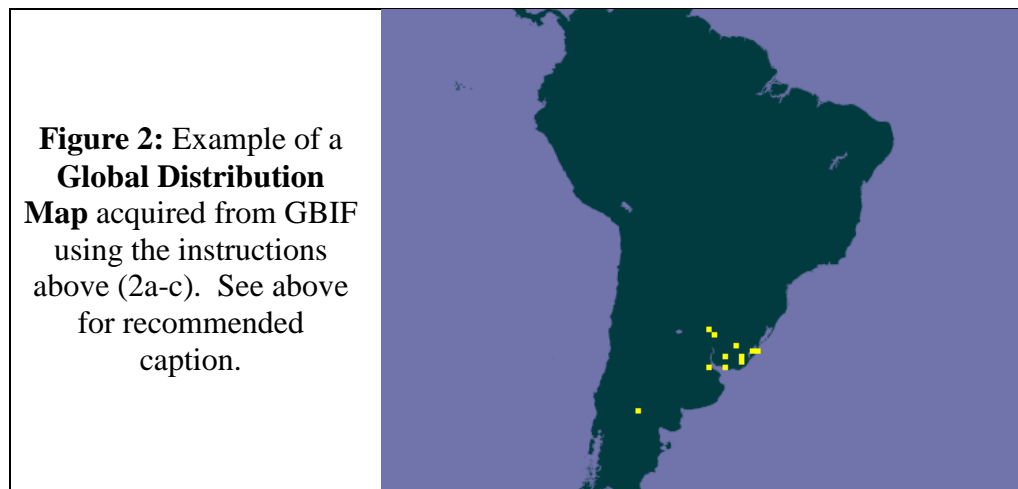 Figure 2: Example of a
Global Distribution
Map acquired from GBIF
using the instructions
above (2a-c).  See above
for recommended
caption.